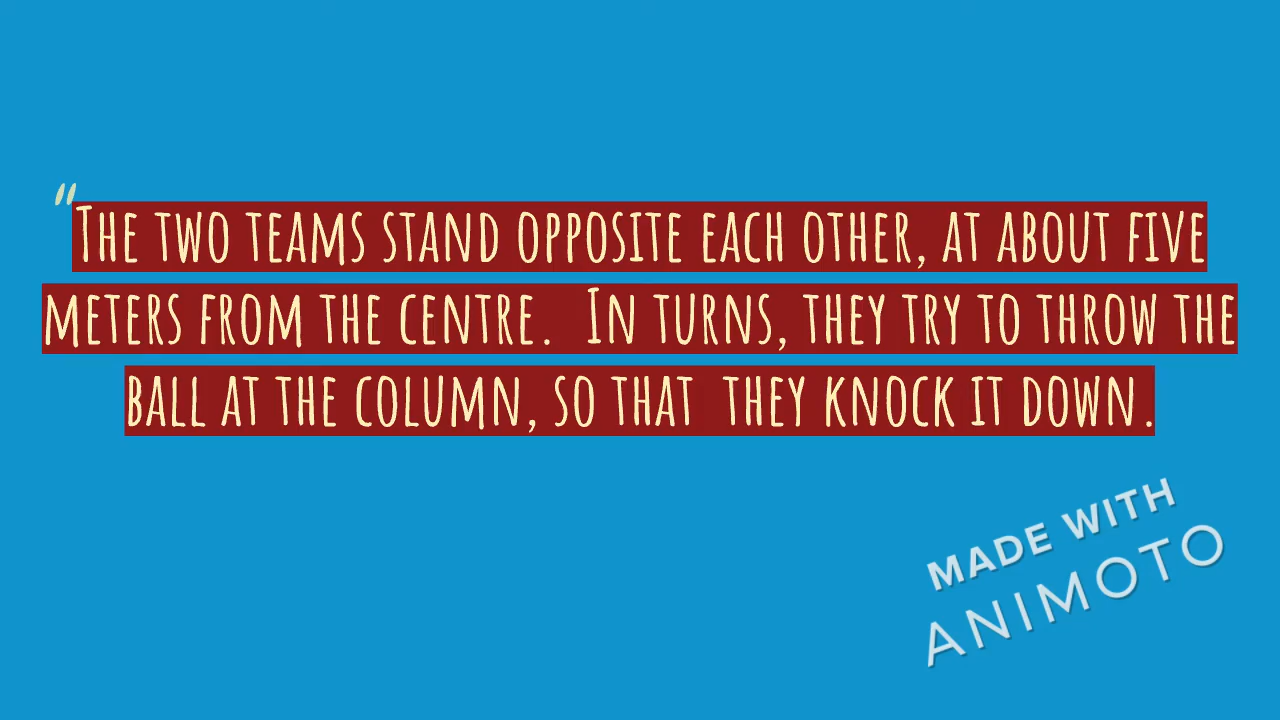 "The two teams stand opposite each other, at about five
meters from the centre.  In turns, they try to throw the
ball at the column, so that  they knock it down.
MADE WITH
ANIMOTO